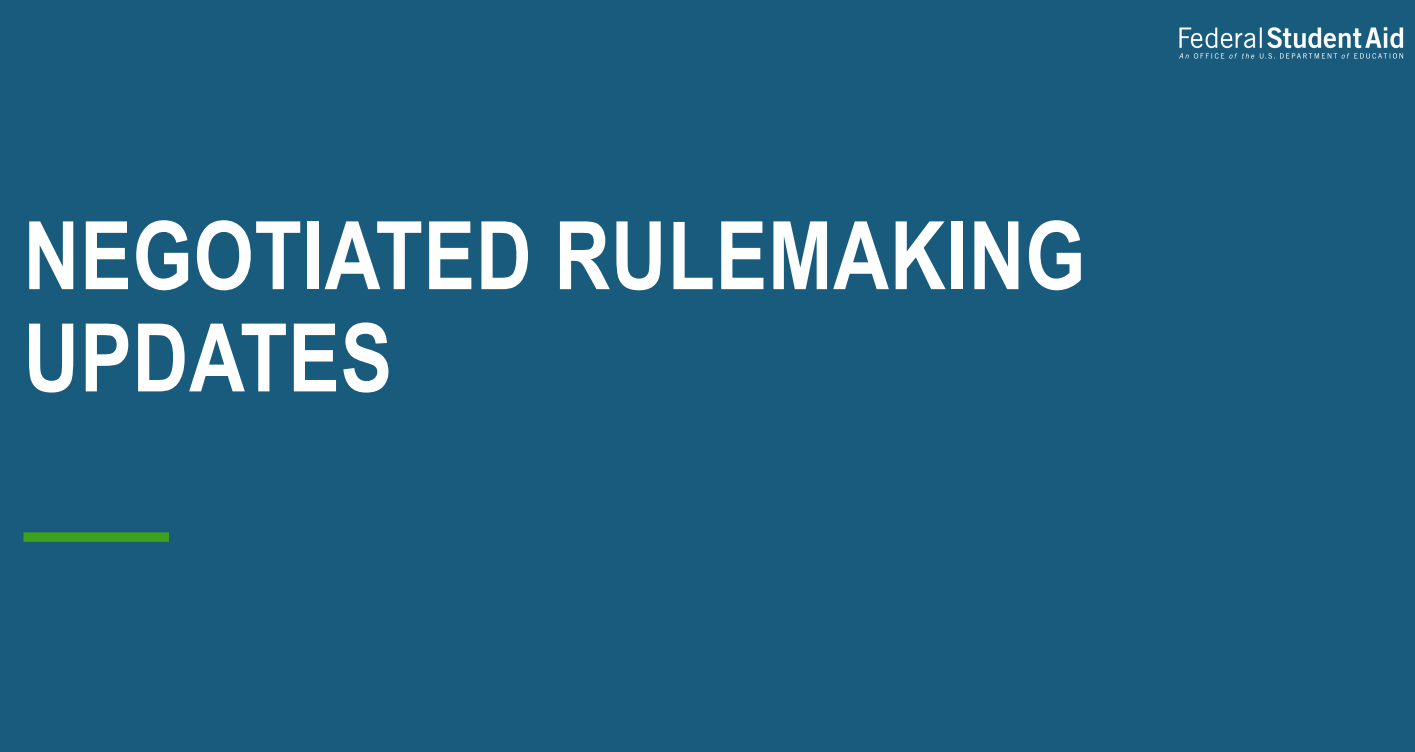 Federal Student Aid
An OFFICE of the U.S. DEPARTMENT of EDUCATION
NEGOTIATED RULEMAKING
UPDATES